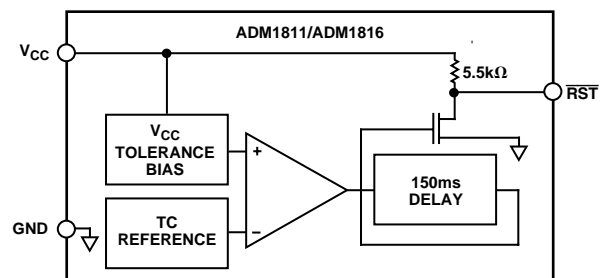 ADM1811/ADM1816
VCC
5.5kΩ
RST
VCC
TOLERANCE
BIAS
+
150ms
DELAY
GND
TC
REFERENCE
–